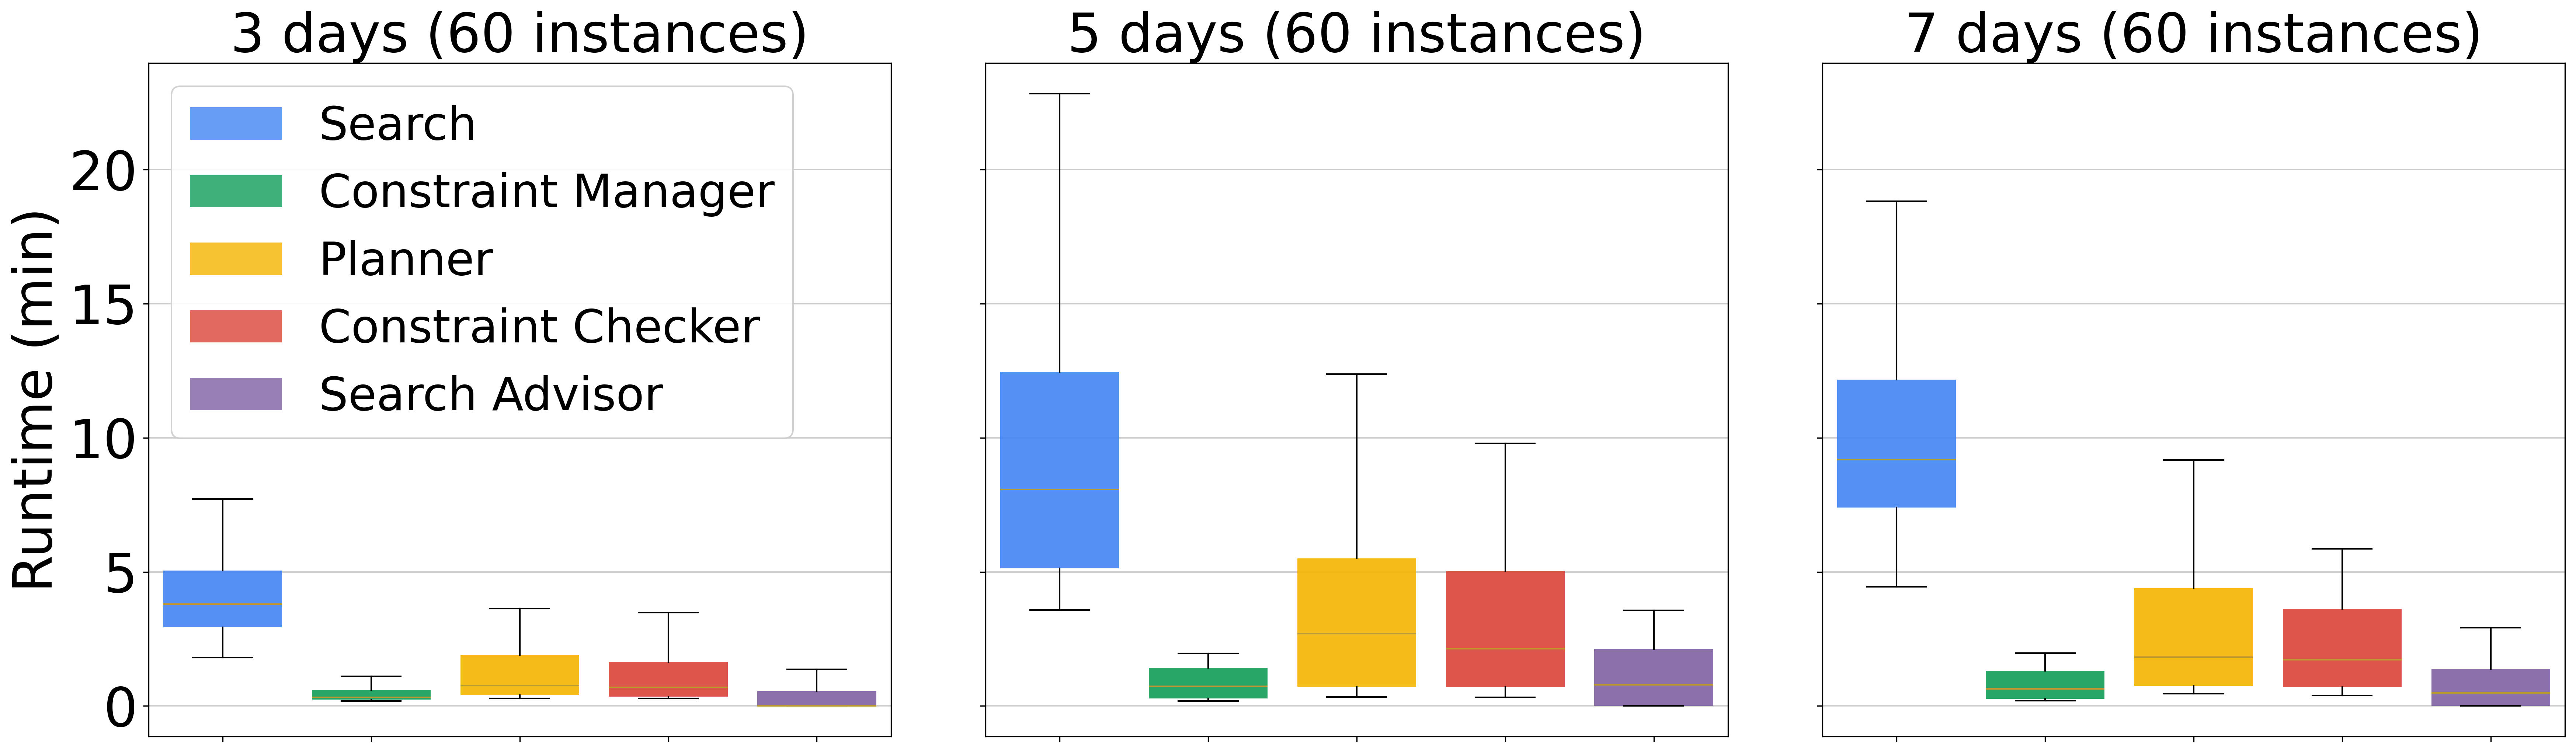 3 days (60 instances)
5 days (60 instances)
7 days (60 instances)
Search
Constraint Manager
Planner
Constraint Checker
Search Advisor
Runtime (min)
20
15
10
5
0